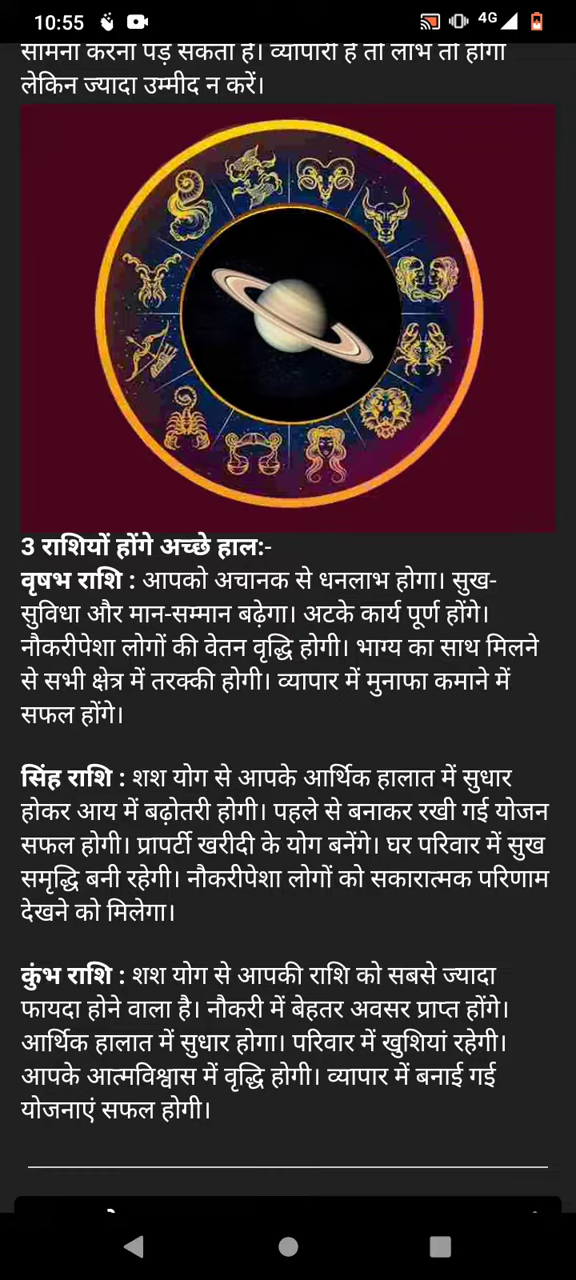 10:55
4G
सामना करना पड़ सकता है। व्यापारी हैं तो लाभ तो होगा
लेकिन ज्यादा उम्मीद न करें।
3 राशियों होंगे अच्छे हाल:-
वृषभ राशि : आपको अचानक से धनलाभ होगा। सुख-
सुविधा और मान-सम्मान बढ़ेगा। अटके कार्य पूर्ण होंगे।
नौकरीपेशा लोगों की वेतन वृद्धि होगी। भाग्य का साथ मिलने
से सभी क्षेत्र में तरक्की होगी। व्यापार में मुनाफा कमाने में
सफल होंगे।
सिंह राशि : शश योग से आपके आर्थिक हालात में सुधार
होकर आय में बढ़ोतरी होगी। पहले से बनाकर रखी गई योजन
सफल होगी। प्रापर्टी खरीदी के योग बनेंगे। घर परिवार में सुख
समृद्धि बनी रहेगी। नौकरीपेशा लोगों को सकारात्मक परिणाम
देखने को मिलेगा।
कुंभ राशि : शश योग से आपकी राशि को सबसे ज्यादा
फायदा होने वाला है। नौकरी में बेहतर अवसर प्राप्त होंगे।
आर्थिक हालात में सुधार होगा। परिवार में खुशियां रहेगी।
आपके आत्मविश्वास में वृद्धि होगी। व्यापार में बनाई गई
योजनाएं सफल होगी।